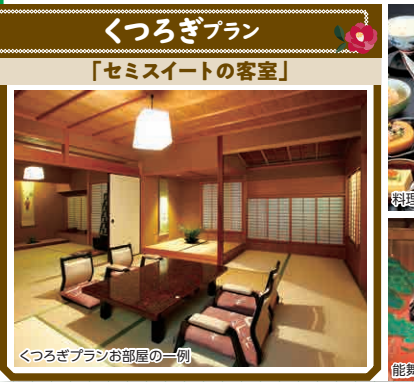 くつろぎプラン
「セミスイートの客室」
くつろぎプランお部屋の一例
料理
能舞